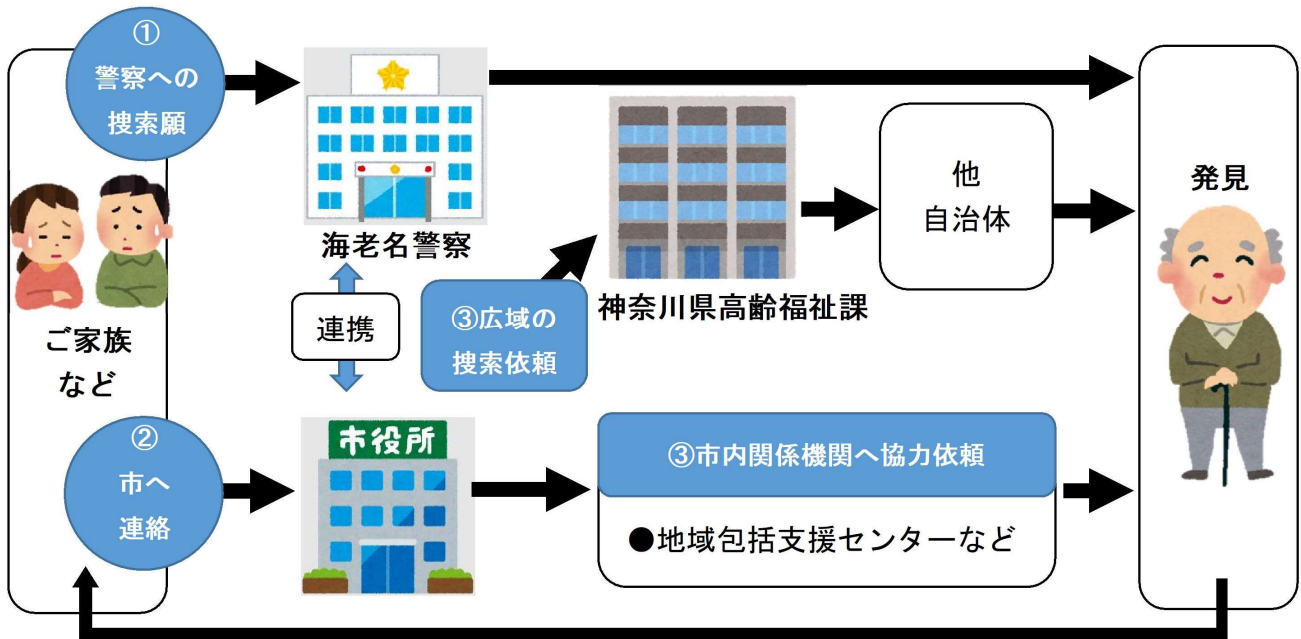 ①
警察への
捜索願
海老名警察
他
自治体
発見
ご家族
など
連携
③広域の
捜索依頼
神奈川県高齢福祉課
②
市へ
連絡
市役所
③市内関係機関へ協力依頼
●地域包括支援センターなど